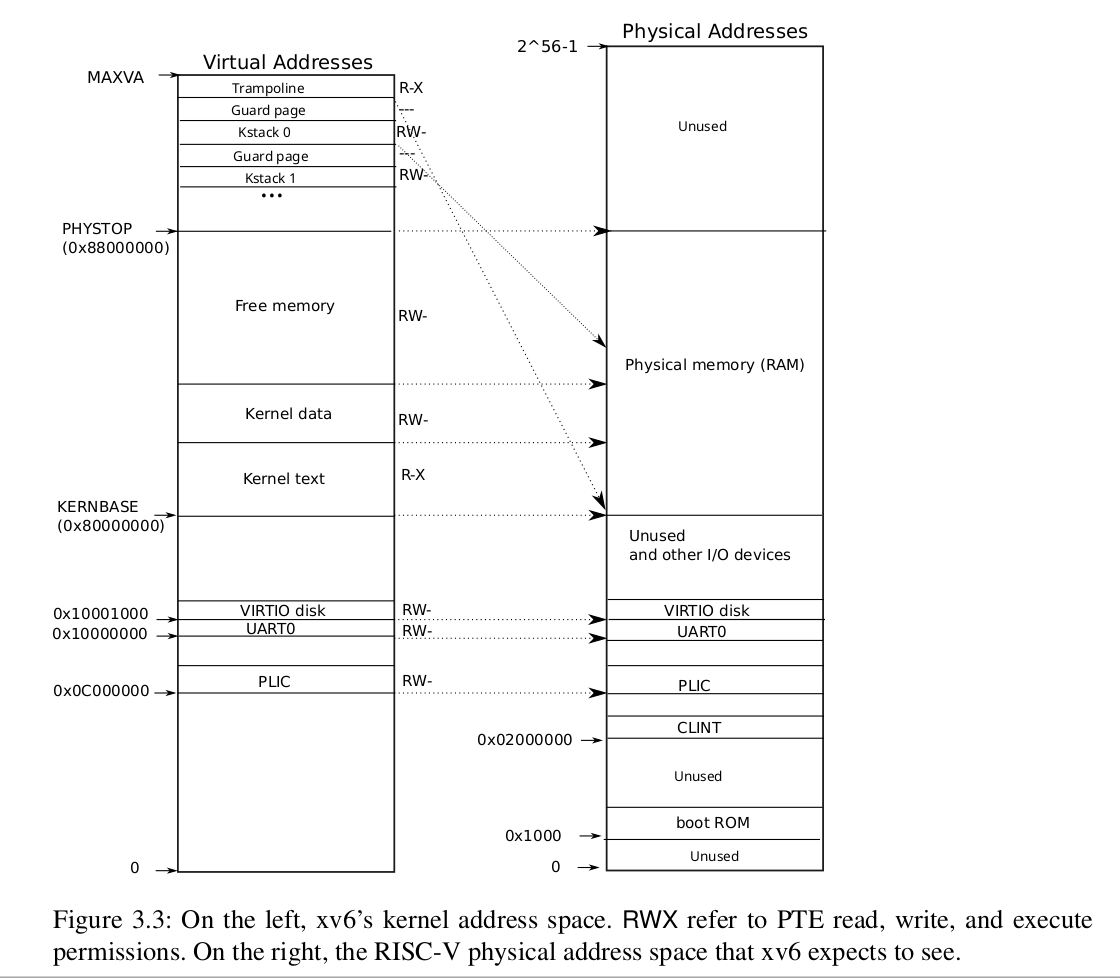 Physical Addresses
2^56-1
Virtual Addresses
MAXVA
Trampoline
R-X
Guard page
---
Kstack 0
RW-
Guard page
---
Kstack 1
RW-
...
Unused
PHYSTOP
(0x88000000)
Free memory
RW-
Physical memory (RAM)
Kernel data
RW-
Kernel text
R-X
KERNBASE
(0x80000000)
Unused
and other I/O devices
0x10001000
VIRTIO disk
RW-
VIRTIO disk
0x10000000
UART0
RW-
UART0
0x0C000000
PLIC
RW-
PLIC
CLINT
0x02000000
Unused
boot ROM
0x1000
Unused
0
0
Figure 3.3: On the left, xv6’s kernel address space. RWX refer to PTE read, write, and execute
permissions. On the right, the RISC-V physical address space that xv6 expects to see.